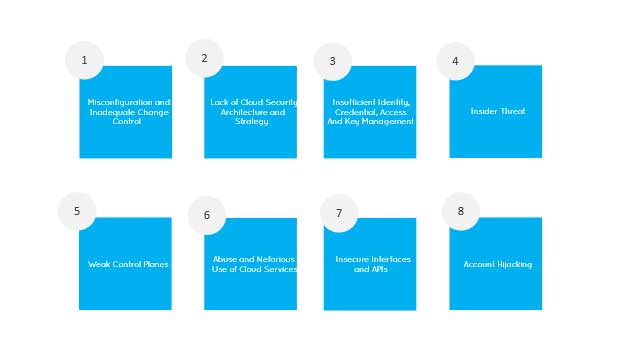 1
Misconfiguration and
Inadequate Change
Control
2
Lack of Cloud Security
Architecture and
Strategy
3
Insufficient Identity,
Credential, Access
And Key Management
4
Insider Threat
5
Weak Control Planes
6
Abuse and Nefarious
Use of Cloud Services
7
Insecure Interfaces
and APIs
8
Account Hijacking